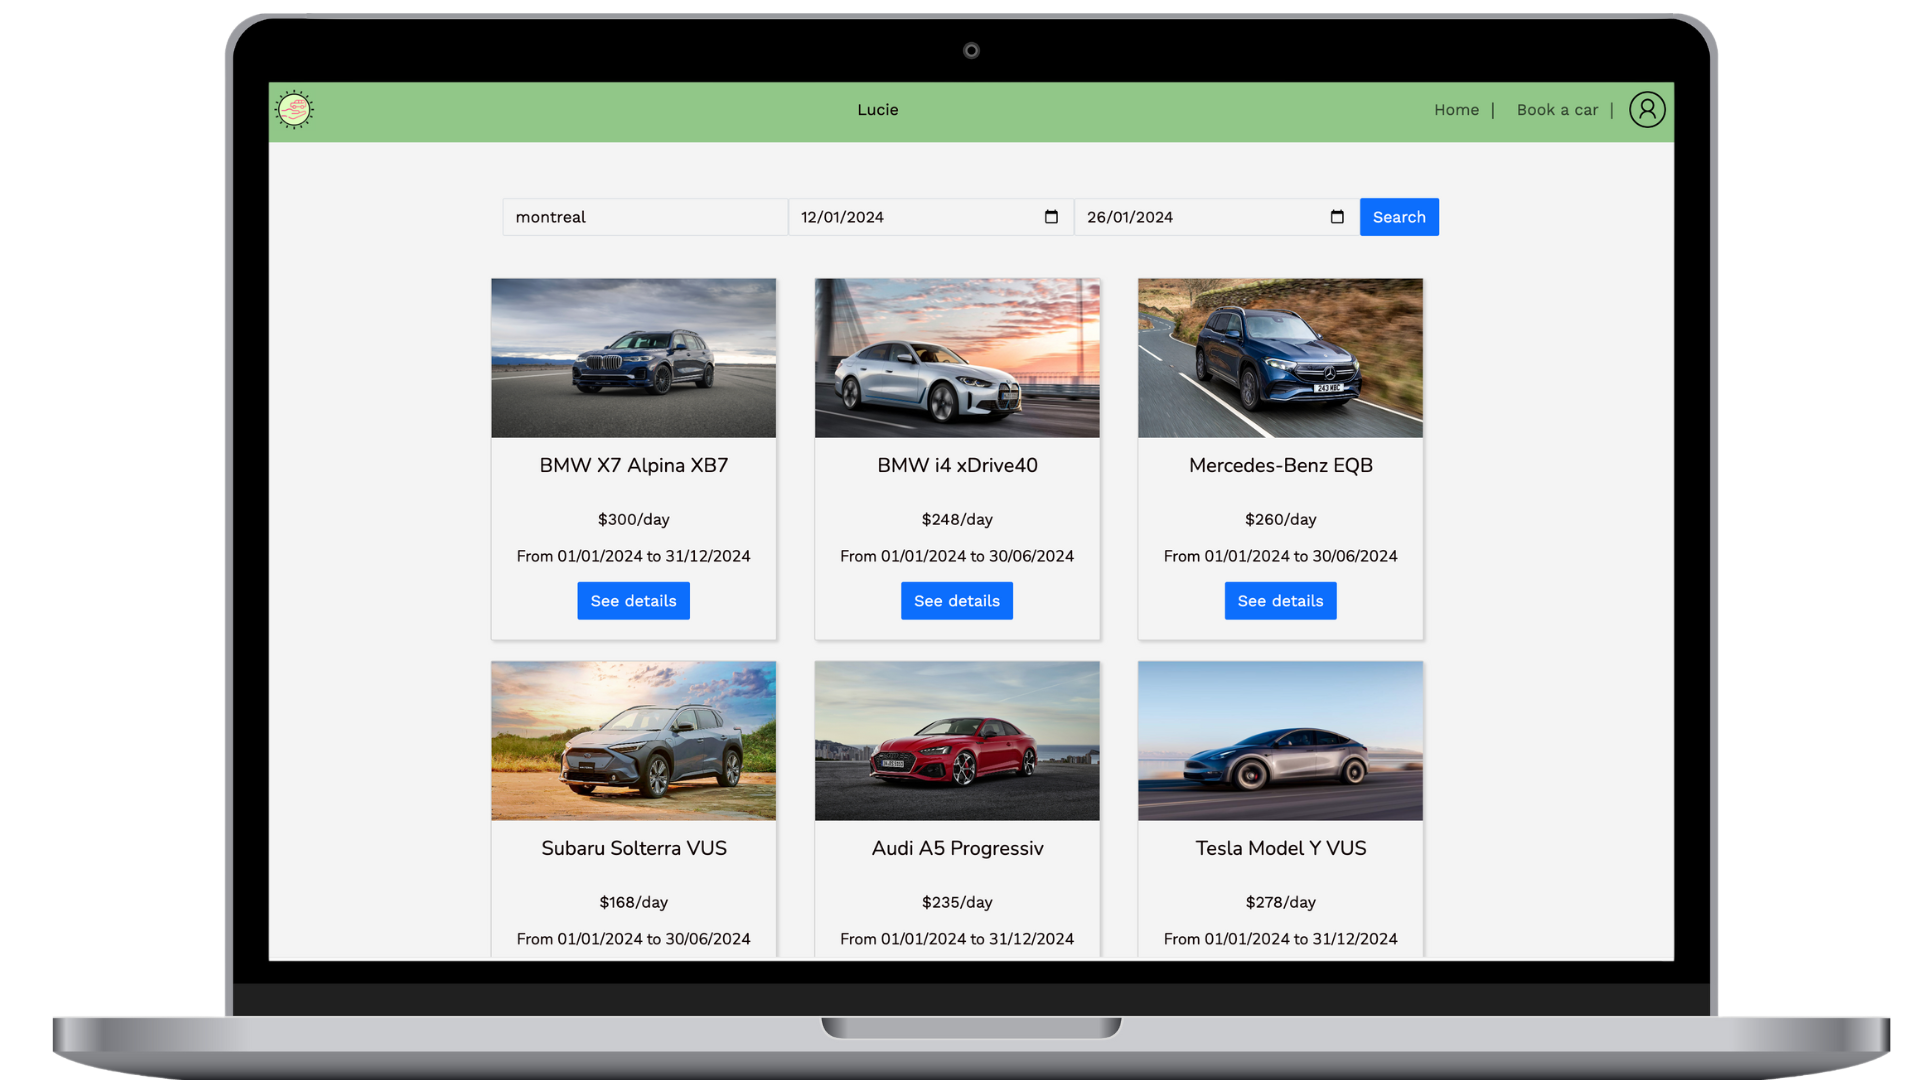 Lucie
Home | Book a car |
montreal 12/01/2024 26/01/2024 Search
243 KBC
BMW X7 Alpina XB7 BMW i4 xDrive40 Mercedes-Benz EQB
$300/day $248/day $260/day
From 01/01/2024 to 31/12/2024 From 01/01/2024 to 30/06/2024 From 01/01/2024 to 30/06/2024
See details See details See details
Subaru Solterra VUS Audi A5 Progressiv Tesla Model Y VUS
$168/day $235/day $278/day
From 01/01/2024 to 30/06/2024 From 01/01/2024 to 31/12/2024 From 01/01/2024 to 31/12/2024